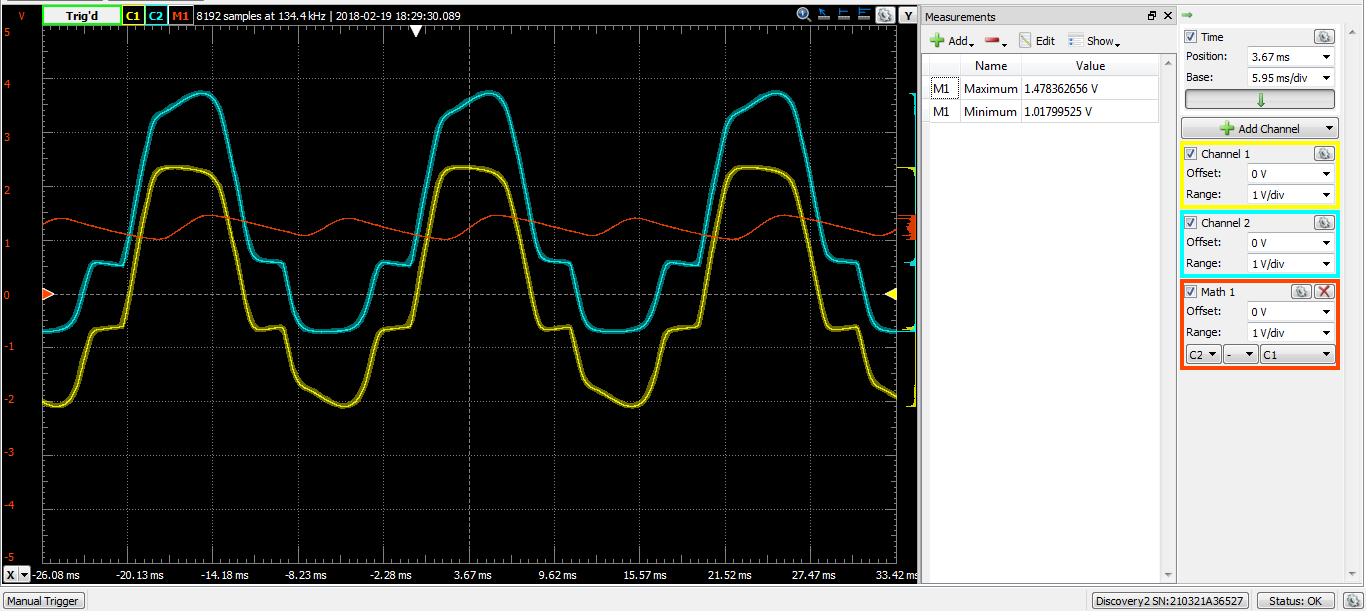 V Trig'd C1 C2 M1 8192 samples at 134.4 kHz | 2018-02-19 18:29:30.089 Y
5
4
3
2
1
0
-1
-2
-3
-4
-5
X -26.08 ms -20.13 ms -14.18 ms -8.23 ms -2.28 ms 3.67 ms 9.62 ms 15.57 ms 21.52 ms 27.47 ms 33.42 ms
Measurements
Add Edit Show
Name Value
M1 Maximum 1.478362656 V
M1 Minimum 1.01799525 V
Time
Position: 3.67 ms
Base: 5.95 ms/div
Add Channel
Channel 1
Offset: 0 V
Range: 1 V/div
Channel 2
Offset: 0 V
Range: 1 V/div
Math 1
Offset: 0 V
Range: 1 V/div
C2 - C1
Manual Trigger Discovery2 SN:210321A36527 Status: OK